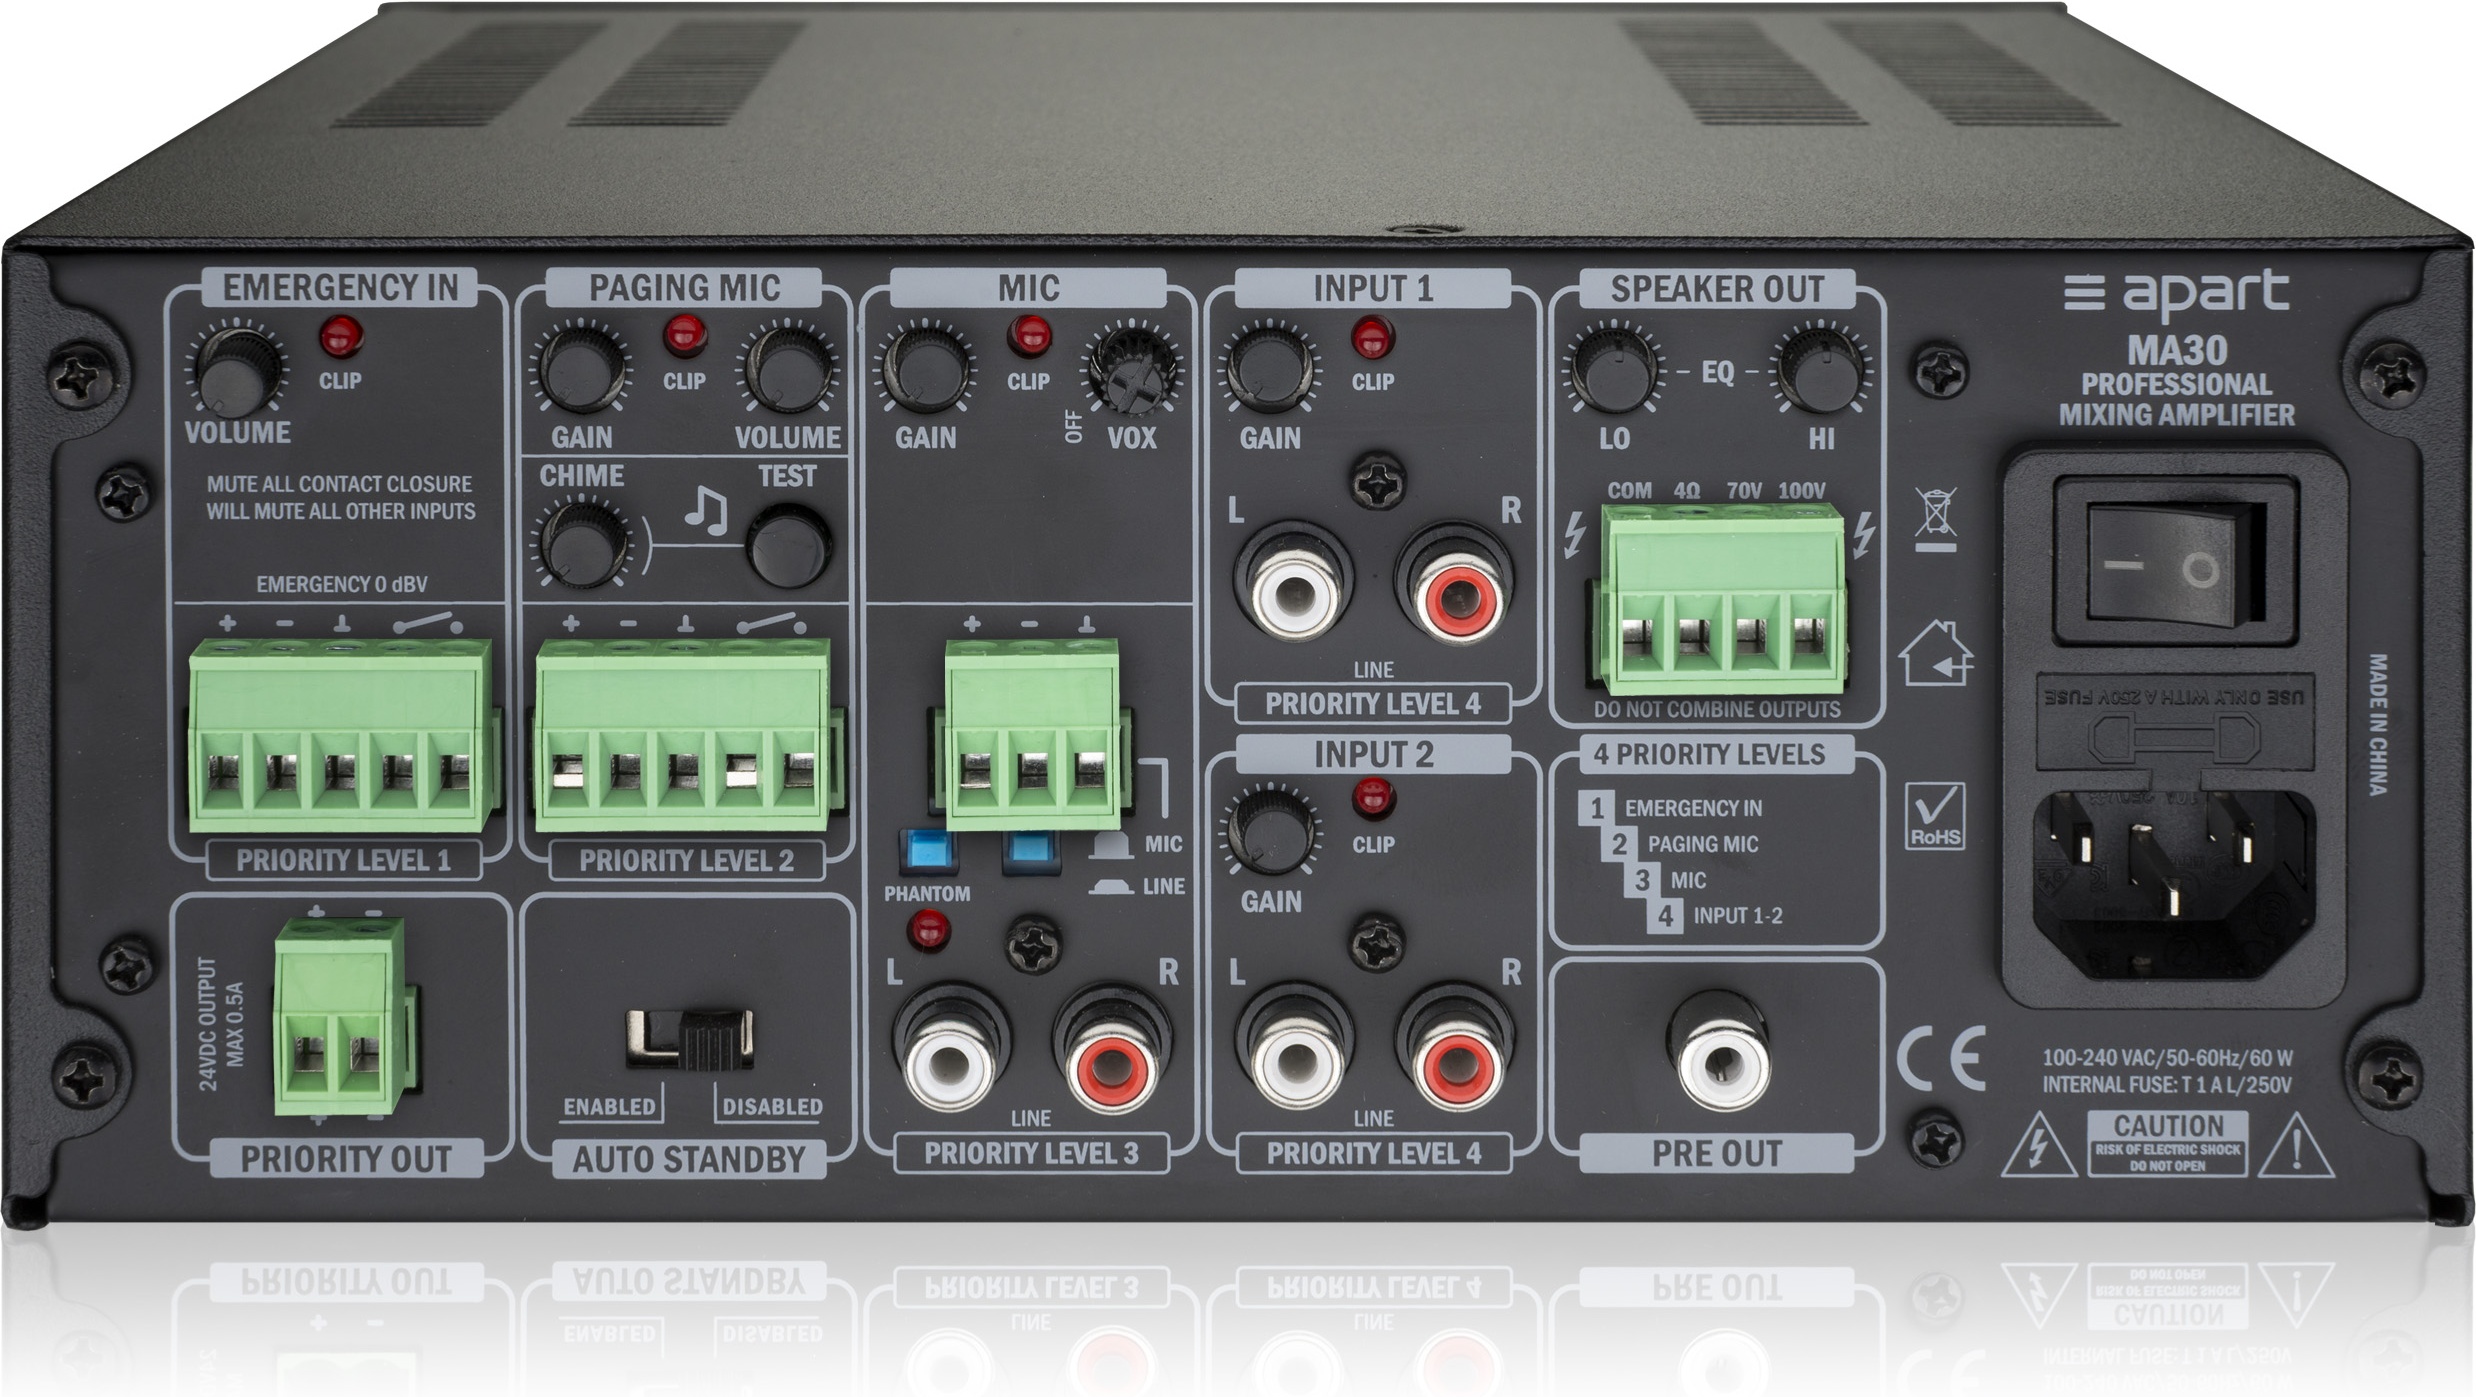 EMERGENCY IN
VOLUME
CLIP
MUTE ALL CONTACT CLOSURE
WILL MUTE ALL OTHER INPUTS
EMERGENCY 0 dBV
+ -
PRIORITY LEVEL 1
PAGING MIC
GAIN
CLIP
VOLUME
CHIME
TEST
+ -
PRIORITY LEVEL 2
MIC
GAIN
CLIP
OFF
VOX
+ -
MIC
LINE
PHANTOM
L
R
LINE
PRIORITY LEVEL 3
INPUT 1
GAIN
CLIP
L
R
LINE
PRIORITY LEVEL 4
INPUT 2
GAIN
CLIP
L
R
LINE
PRIORITY LEVEL 4
SPEAKER OUT
- EQ -
LO
HI
COM 4Ω 70V 100V
DO NOT COMBINE OUTPUTS
4 PRIORITY LEVELS
1 EMERGENCY IN
2 PAGING MIC
3 MIC
4 INPUT 1-2
PRE OUT
+ -
24VDC OUTPUT
MAX 0.5A
+ -
PRIORITY OUT
ENABLED
DISABLED
AUTO STANDBY
apart
MA30
PROFESSIONAL
MIXING AMPLIFIER
I O
USE ONLY WITH A 250V FUSE
MADE IN CHINA
RoHS
CE
100-240 VAC/50-60Hz/60 W
INTERNAL FUSE: T 1 A L/250V
CAUTION
RISK OF ELECTRIC SHOCK
DO NOT OPEN